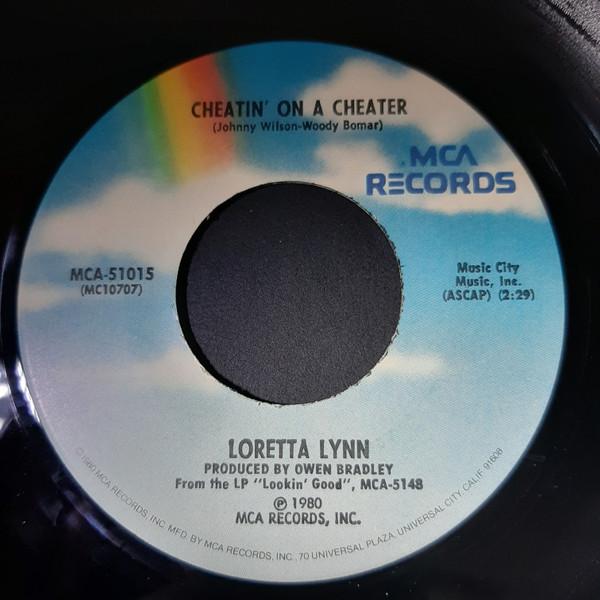 CHEATIN' ON A CHEATER
(Johnny Wilson-Woody Bomar)
MCA
RECORDS
MCA-51015
(MC10707)
Music City
Music, Inc.
(ASCAP) (2:29)
LORETTA LYNN
PRODUCED BY OWEN BRADLEY
From the LP "Lookin' Good", MCA-5148
℗ 1980
MCA RECORDS, INC.
©1980 MCA RECORDS, INC. MFD. BY MCA RECORDS, INC., 70 UNIVERSAL PLAZA, UNIVERSAL CITY, CALIF. 91608